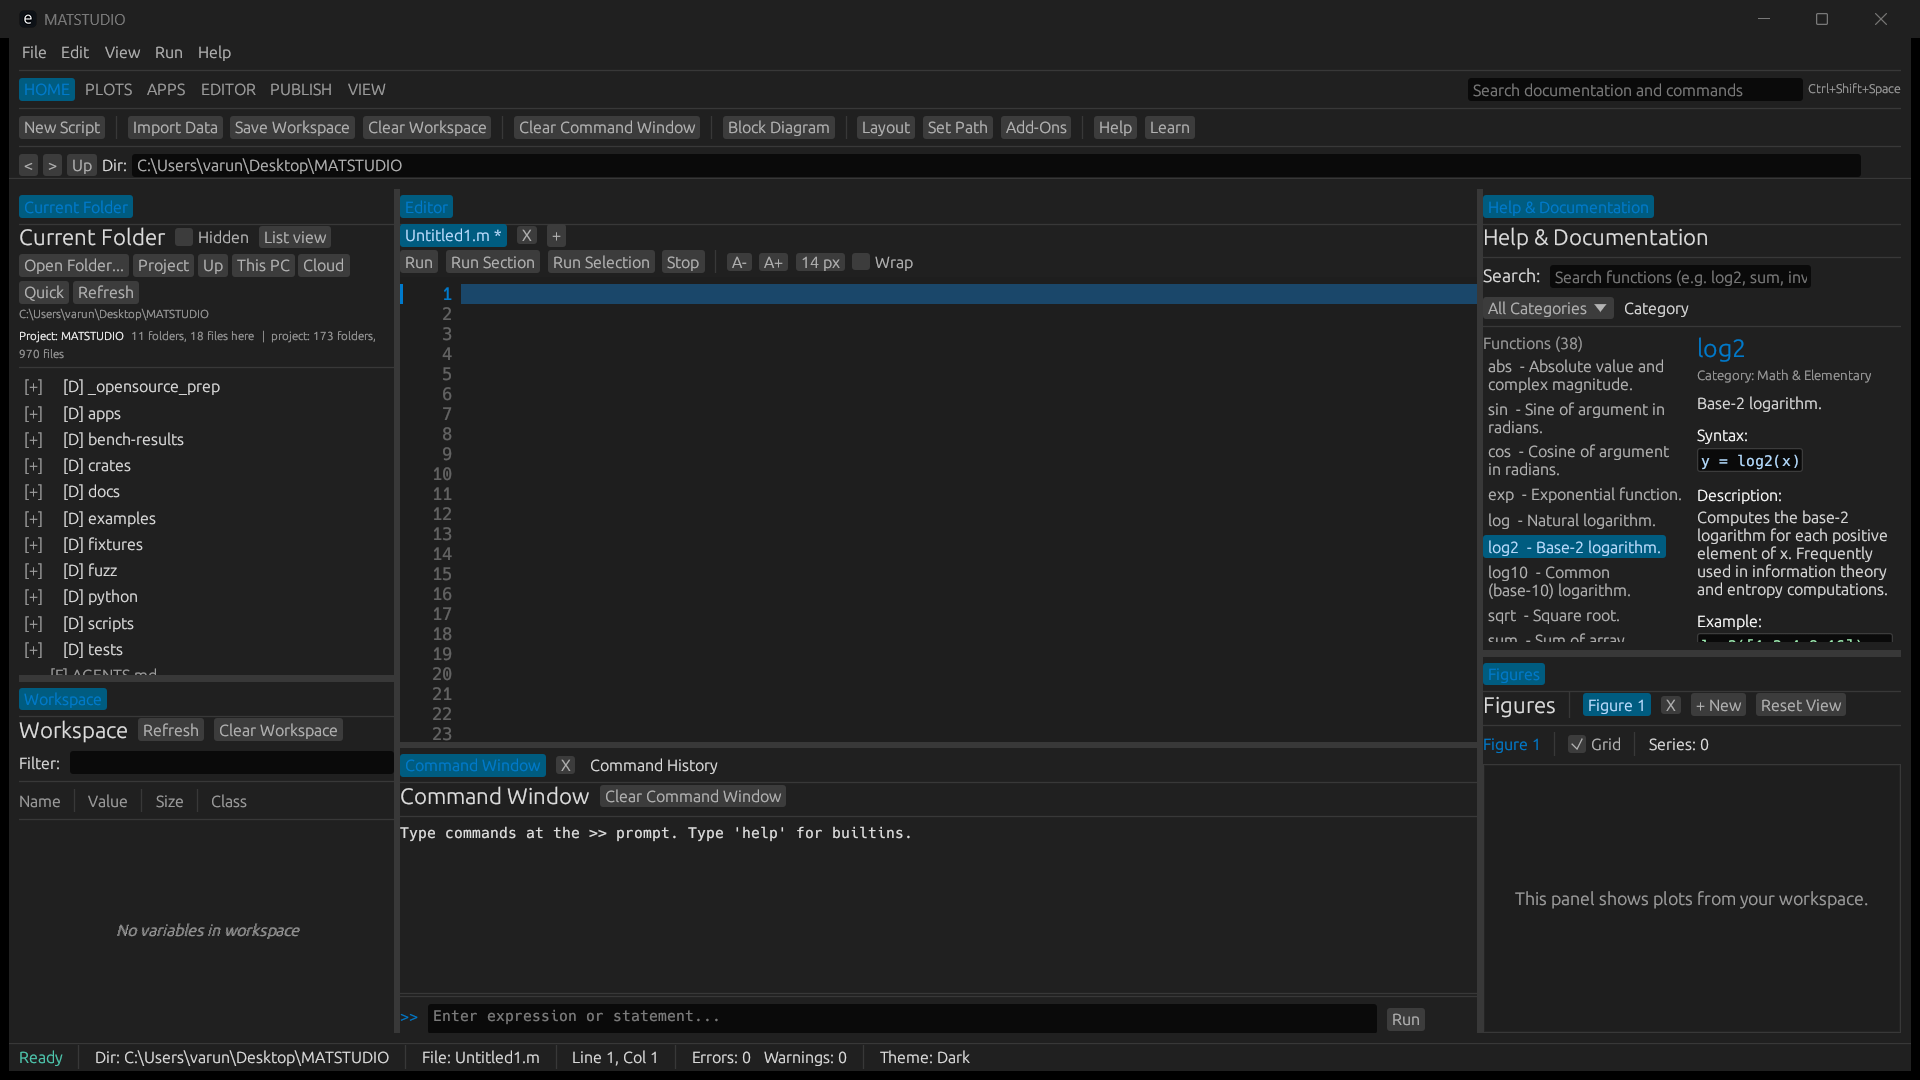 e MATSTUDIO
File Edit View Run Help
HOME PLOTS APPS EDITOR PUBLISH VIEW Search documentation and commands Ctrl+Shift+Space
New Script Import Data Save Workspace Clear Workspace Clear Command Window Block Diagram Layout Set Path Add-Ons Help Learn
< > Up Dir: C:\Users\varun\Desktop\MATSTUDIO
Current Folder
Current Folder Hidden List view
Open Folder... Project Up This PC Cloud
Quick Refresh
C:\Users\varun\Desktop\MATSTUDIO
Project: MATSTUDIO 11 folders, 18 files here | project: 173 folders,
970 files
[+] [D] _opensource_prep
[+] [D] apps
[+] [D] bench-results
[+] [D] crates
[+] [D] docs
[+] [D] examples
[+] [D] fixtures
[+] [D] fuzz
[+] [D] python
[+] [D] scripts
[+] [D] tests
[F] AGENTS.md
Workspace
Workspace Refresh Clear Workspace
Filter:
Name Value Size Class
No variables in workspace
Editor
Untitled1.m * X +
Run Run Section Run Selection Stop A- A+ 14 px Wrap
1
2
3
4
5
6
7
8
9
10
11
12
13
14
15
16
17
18
19
20
21
22
23
Command Window X Command History
Command Window Clear Command Window
Type commands at the >> prompt. Type 'help' for builtins.
>> Enter expression or statement... Run
Help & Documentation
Help & Documentation
Search: Search functions (e.g. log2, sum, inv
All Categories Category
Functions (38)
abs - Absolute value and
complex magnitude.
sin - Sine of argument in
radians.
cos - Cosine of argument
in radians.
exp - Exponential function.
log - Natural logarithm.
log2 - Base-2 logarithm.
log10 - Common
(base-10) logarithm.
sqrt - Square root.
sum - Sum of array
log2
Category: Math & Elementary
Base-2 logarithm.
Syntax:
y = log2(x)
Description:
Computes the base-2
logarithm for each positive
element of x. Frequently
used in information theory
and entropy computations.
Example:
Figures
Figures Figure 1 X + New Reset View
Figure 1 Grid Series: 0
This panel shows plots from your workspace.
Ready Dir: C:\Users\varun\Desktop\MATSTUDIO File: Untitled1.m Line 1, Col 1 Errors: 0 Warnings: 0 Theme: Dark